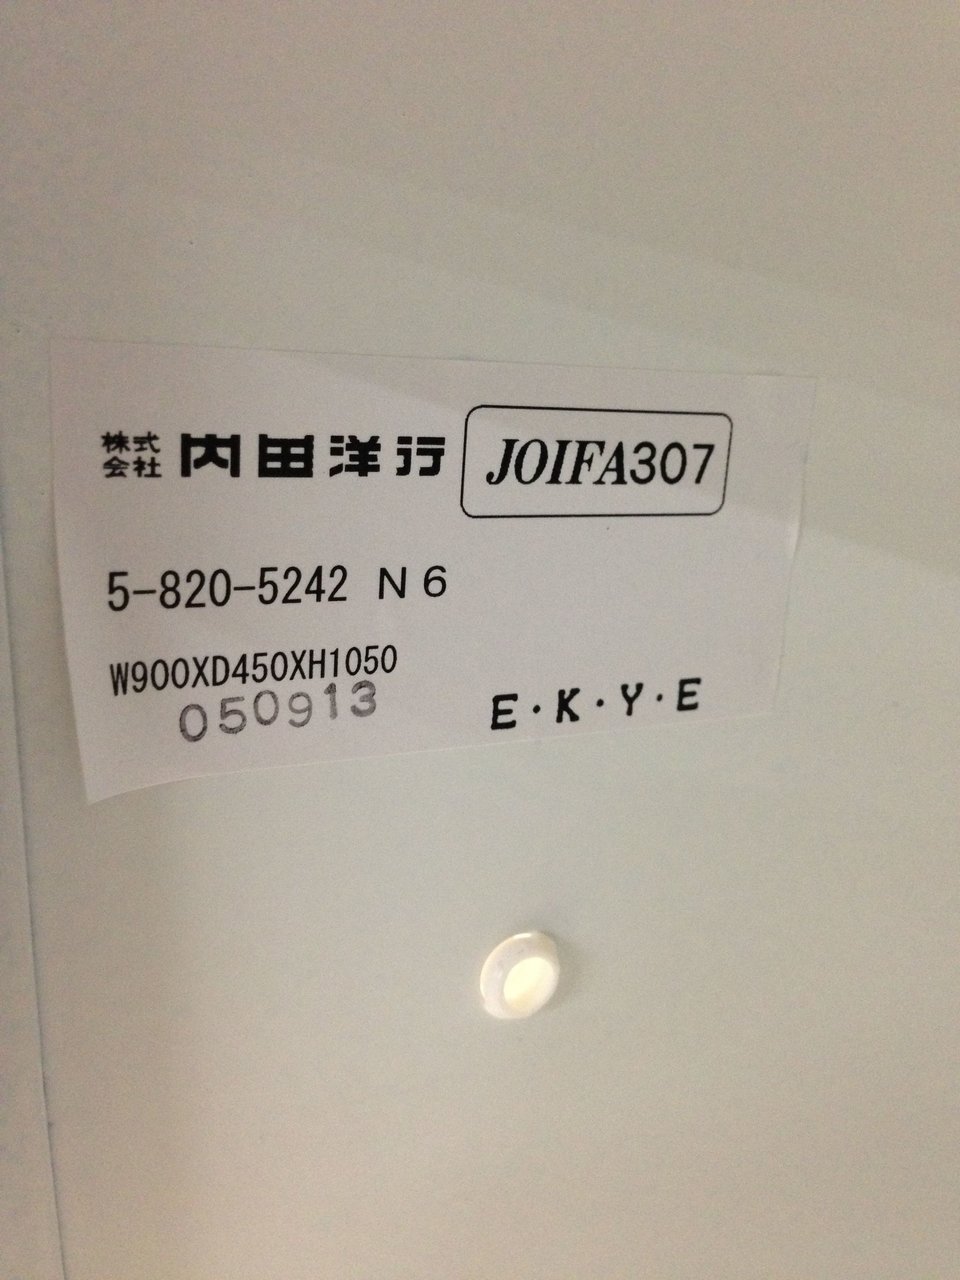 株式会社 内田洋行 JOIFA307
5-820-5242 N6
W900XD450XH1050
050913 E・K・Y・E